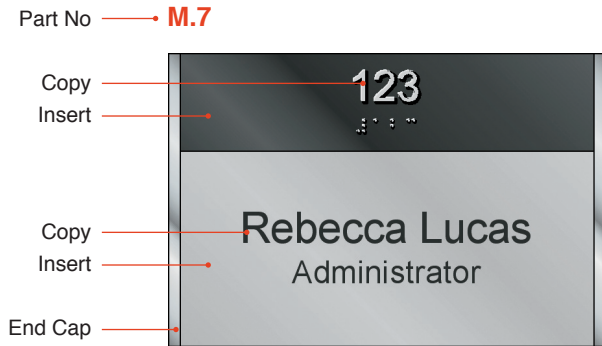 Part No M.7
Copy 123
Insert ⠼⠁⠃⠉
Copy Rebecca Lucas
Insert Administrator
End Cap